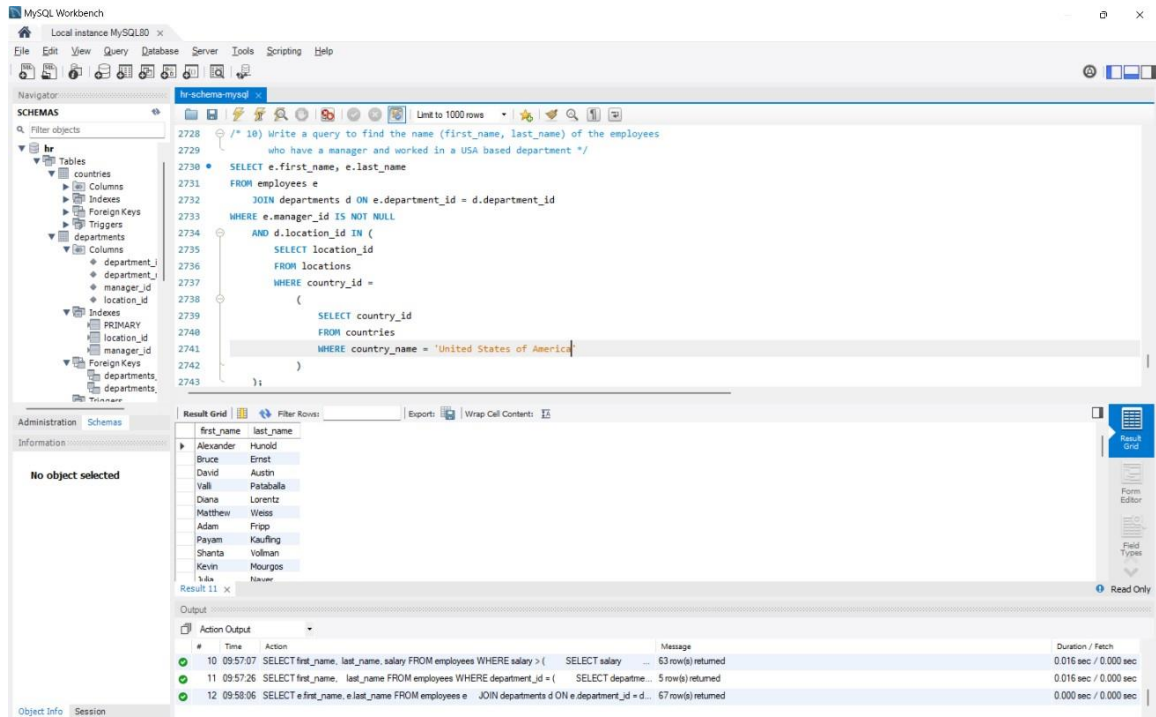 MySQL Workbench
Local instance MySQL80
File Edit View Query Database Server Tools Scripting Help
Navigator
SCHEMAS
Filter objects
hr
Tables
countries
Columns
Indexes
Foreign Keys
Triggers
departments
Columns
department_i
department_
manager_id
location_id
Indexes
PRIMARY
location_id
manager_id
Foreign Keys
departments_
departments_
Triggers
Administration Schemas
Information
No object selected
Object Info Session
hr-schema-mysql
Limit to 1000 rows
2728 /* 10) Write a query to find the name (first_name, last_name) of the employees
2729 who have a manager and worked in a USA based department */
2730 SELECT e.first_name, e.last_name
2731 FROM employees e
2732 JOIN departments d ON e.department_id = d.department_id
2733 WHERE e.manager_id IS NOT NULL
2734 AND d.location_id IN (
2735 SELECT location_id
2736 FROM locations
2737 WHERE country_id =
2738 (
2739 SELECT country_id
2740 FROM countries
2741 WHERE country_name = 'United States of America'
2742 )
2743 );
Result Grid Filter Rows: Export: Wrap Cell Content:
first_name last_name
Alexander Hunold
Bruce Ernst
David Austin
Valli Pataballa
Diana Lorentz
Matthew Weiss
Adam Fripp
Payam Kaufling
Shanta Vollman
Kevin Mourgos
Julia Nayer
Result Grid
Form Editor
Field Types
Result 11
Read Only
Output
Action Output
# Time Action Message Duration / Fetch
10 09:57:07 SELECT first_name, last_name, salary FROM employees WHERE salary > ( SELECT salary ... 63 row(s) returned 0.016 sec / 0.000 sec
11 09:57:26 SELECT first_name, last_name FROM employees WHERE department_id = ( SELECT departme... 5 row(s) returned 0.016 sec / 0.000 sec
12 09:58:06 SELECT e.first_name, e.last_name FROM employees e JOIN departments d ON e.department_id = d... 67 row(s) returned 0.000 sec / 0.000 sec